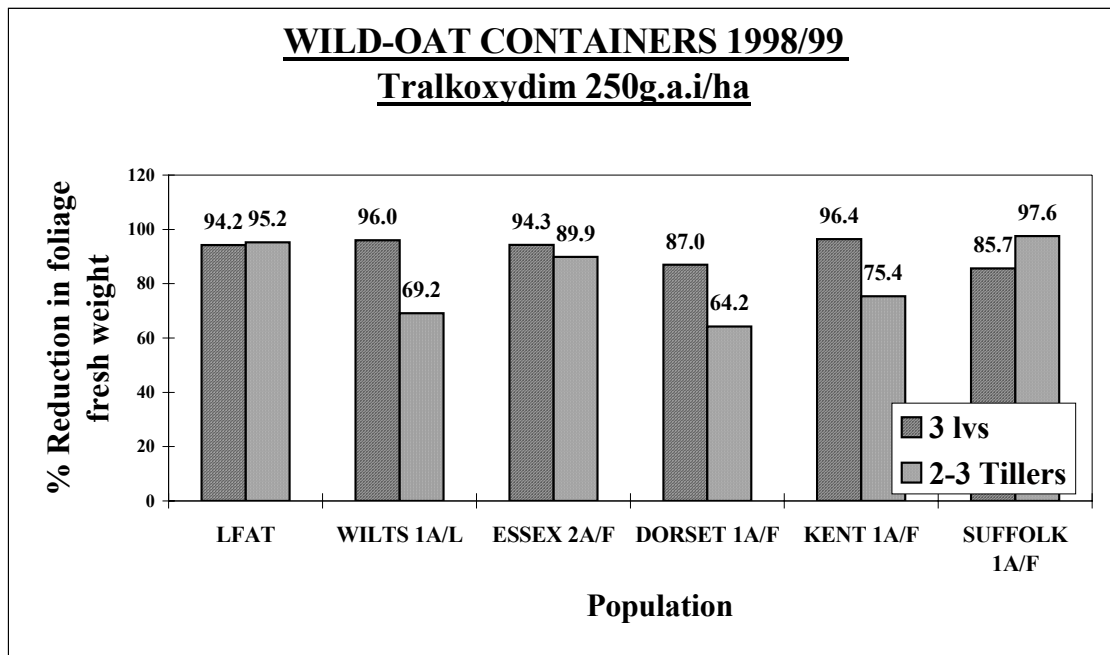 WILD-OAT CONTAINERS 1998/99
Tralkoxydim 250g.a.i/ha
% Reduction in foliage
fresh weight
120
100
80
60
40
20
0
94.2 95.2
96.0
69.2
94.3
89.9
87.0
64.2
96.4
75.4
85.7
97.6
3 lvs
2-3 Tillers
LFAT WILTS 1A/L ESSEX 2A/F DORSET 1A/F KENT 1A/F SUFFOLK
1A/F
Population